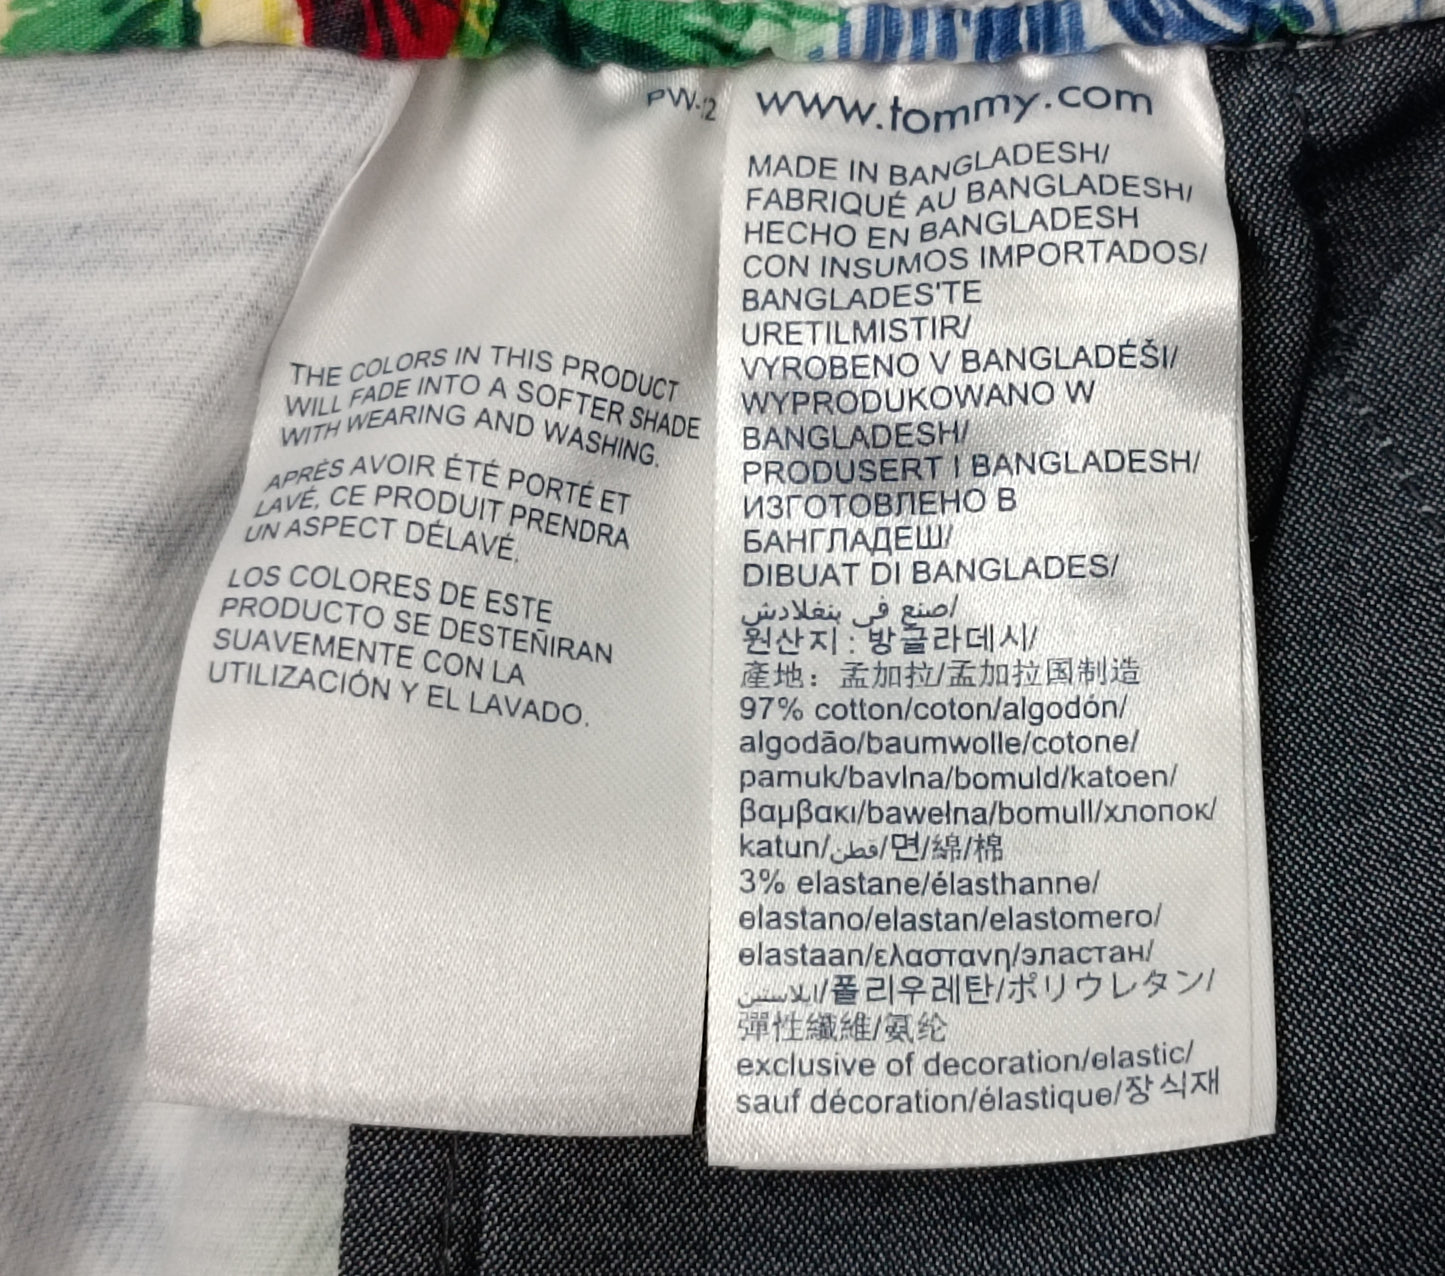 PW-12
THE COLORS IN THIS PRODUCT
WILL FADE INTO A SOFTER SHADE
WITH WEARING AND WASHING.
APRÈS AVOIR ÉTÉ PORTÉ ET
LAVÉ, CE PRODUIT PRENDRA
UN ASPECT DÉLAVÉ.
LOS COLORES DE ESTE
PRODUCTO SE DESTEÑIRAN
SUAVEMENTE CON LA
UTILIZACIÓN Y EL LAVADO.
www.tommy.com
MADE IN BANGLADESH/
FABRIQUÉ AU BANGLADESH/
HECHO EN BANGLADESH
CON INSUMOS IMPORTADOS/
BANGLADES'TE
URETILMISTIR/
VYROBENO V BANGLADÉŠI/
WYPRODUKOWANO W
BANGLADESH/
PRODUSERT I BANGLADESH/
ИЗГОТОВЛЕНО В
БАНГЛАДЕШ/
DIBUAT DI BANGLADES/
صنع في بنغلادش/
원산지 : 방글라데시/
產地：孟加拉/孟加拉国制造
97% cotton/coton/algodón/
algodão/baumwolle/cotone/
pamuk/bavlna/bomuld/katoen/
βαμβακι/bawełna/bomull/хлопок/
katun/قطن/면/綿/棉
3% elastane/élasthanne/
elastano/elastan/elastomero/
elastaan/ελαστανη/эластан/
ايلاستين/폴리우레탄/ポリウレタン/
彈性纖維/氨纶
exclusive of decoration/elastic/
sauf décoration/élastique/장식재